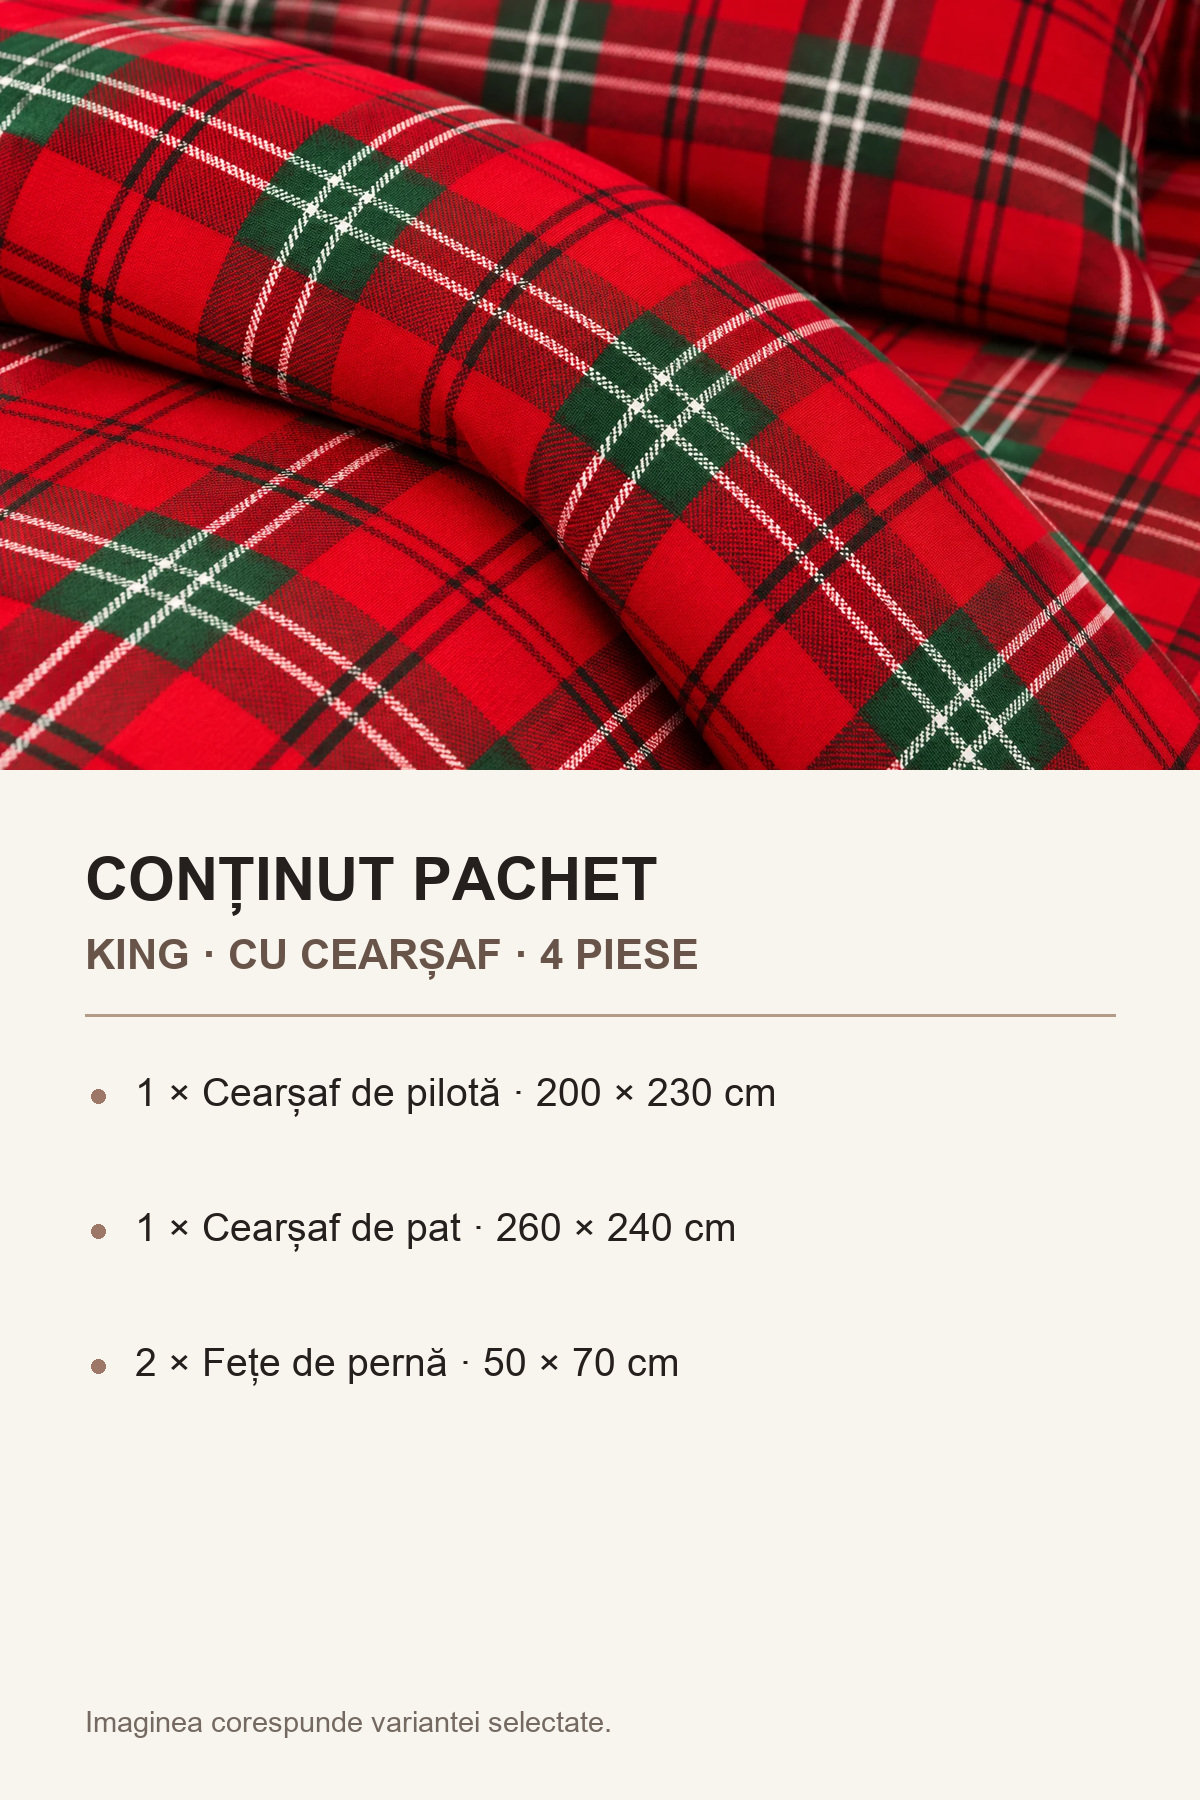 CONȚINUT PACHET
KING · CU CEARȘAF · 4 PIESE
1 × Cearșaf de pilotă · 200 × 230 cm
1 × Cearșaf de pat · 260 × 240 cm
2 × Fețe de pernă · 50 × 70 cm
Imaginea corespunde variantei selectate.